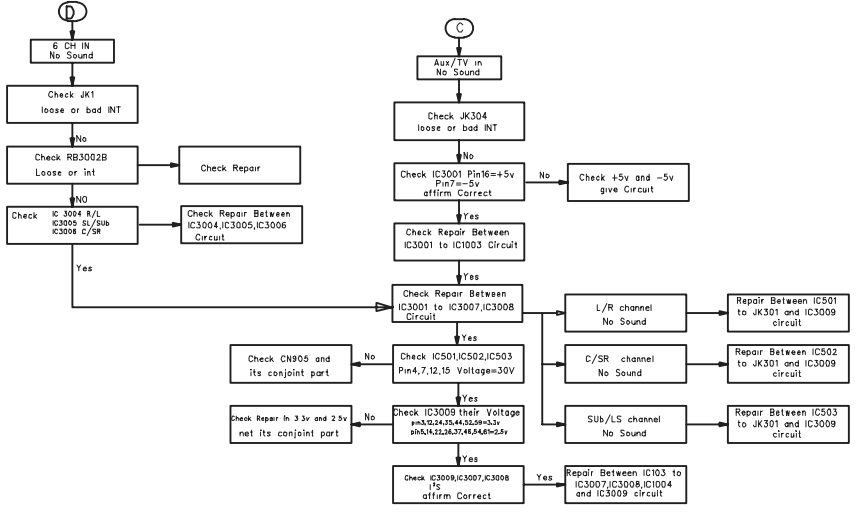 D
6 CH IN
No Sound
Check JK1
loose or bad INT
No
Check RB3002B
Loose or int
Check Repair
NO
Check
IC 3004 R/L
IC3005 SL/SUb
IC3006 C/SR
Check Repair Between
IC3004,IC3005,IC3006
Circuit
Yes
C
Aux/TV in
No Sound
Check JK304
loose or bad INT
No
Check IC3001 Pin16=+5v
Pin7=-5v
affirm Correct
No
Check +5v and -5v
give Circuit
Yes
Check Repair Between
IC3001 to IC1003 Circuit
Yes
Check Repair Between
IC3001 to IC3007,IC3008
Circuit
L/R channel
No Sound
Repair Between IC501
to JK301 and IC3009
circuit
Yes
Check CN905 and
its conjoint part
No
Check IC501,IC502,IC503
Pin4,7,12,15 Voltage=30V
C/SR channel
No Sound
Repair Between IC502
to JK301 and IC3009
circuit
Yes
Check Repair In 3 3v and 2 5v
net its conjoint part
No
Check IC3009 their Voltage
pin3,12,24,35,44,52,59=3.3v
pin5,14,22,26,37,46,54,61=2.5v
SUb/LS channel
No Sound
Repair Between IC503
to JK301 and IC3009
circuit
Yes
Check IC3009,IC3007,IC3008
I²S
affirm Correct
Yes
Repair Between IC103 to
IC3007,IC3008,IC1004
and IC3009 circuit